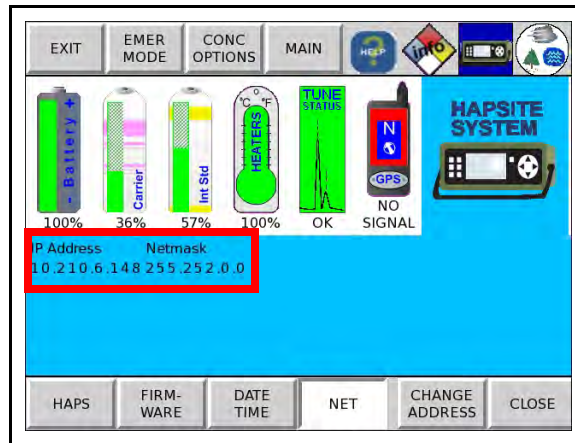 EXIT
EMER MODE
CONC OPTIONS
MAIN
HELP
info
- Battery +
Carrier
Int Std
°C °F
HEATERS
TUNE
STATUS
N
GPS
HAPSITE
SYSTEM
100%
36%
57%
100%
OK
NO SIGNAL
IP Address Netmask
10.210.6.148 255.252.0.0
HAPS
FIRM-
WARE
DATE
TIME
NET
CHANGE
ADDRESS
CLOSE